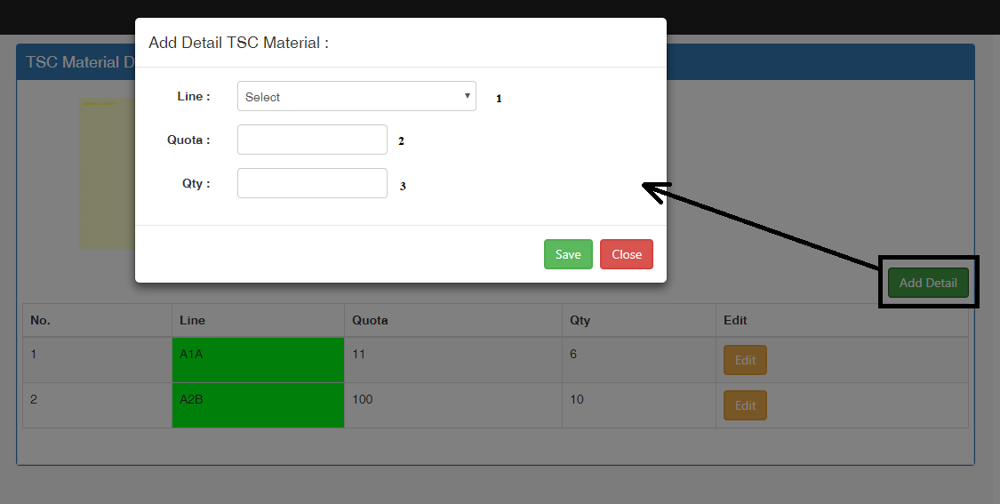 Add Detail TSC Material :
TSC Material D
Line : Select 1
Quota : 2
Qty : 3
Save Close
Add Detail
No. Line Quota Qty Edit
1 A1A 11 6 Edit
2 A2B 100 10 Edit